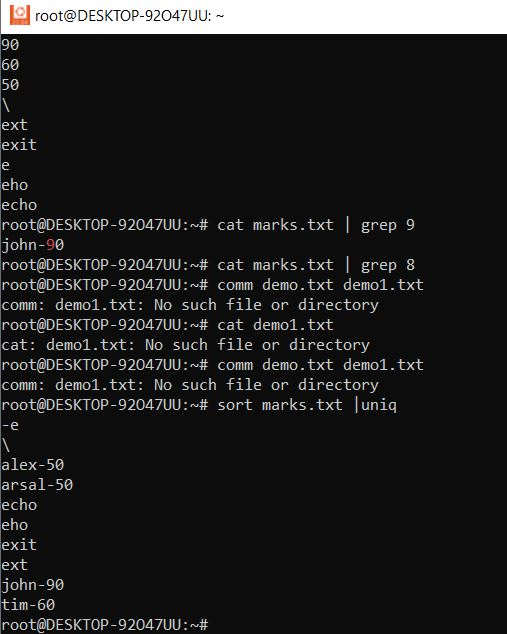 root@DESKTOP-92O47UU: ~
90
60
50
\
ext
exit
e
eho
echo
root@DESKTOP-92O47UU:~# cat marks.txt | grep 9
john-90
root@DESKTOP-92O47UU:~# cat marks.txt | grep 8
root@DESKTOP-92O47UU:~# comm demo.txt demo1.txt
comm: demo1.txt: No such file or directory
root@DESKTOP-92O47UU:~# cat demo1.txt
cat: demo1.txt: No such file or directory
root@DESKTOP-92O47UU:~# comm demo.txt demo1.txt
comm: demo1.txt: No such file or directory
root@DESKTOP-92O47UU:~# sort marks.txt |uniq
-e
\
alex-50
arsal-50
echo
eho
exit
ext
john-90
tim-60
root@DESKTOP-92O47UU:~#